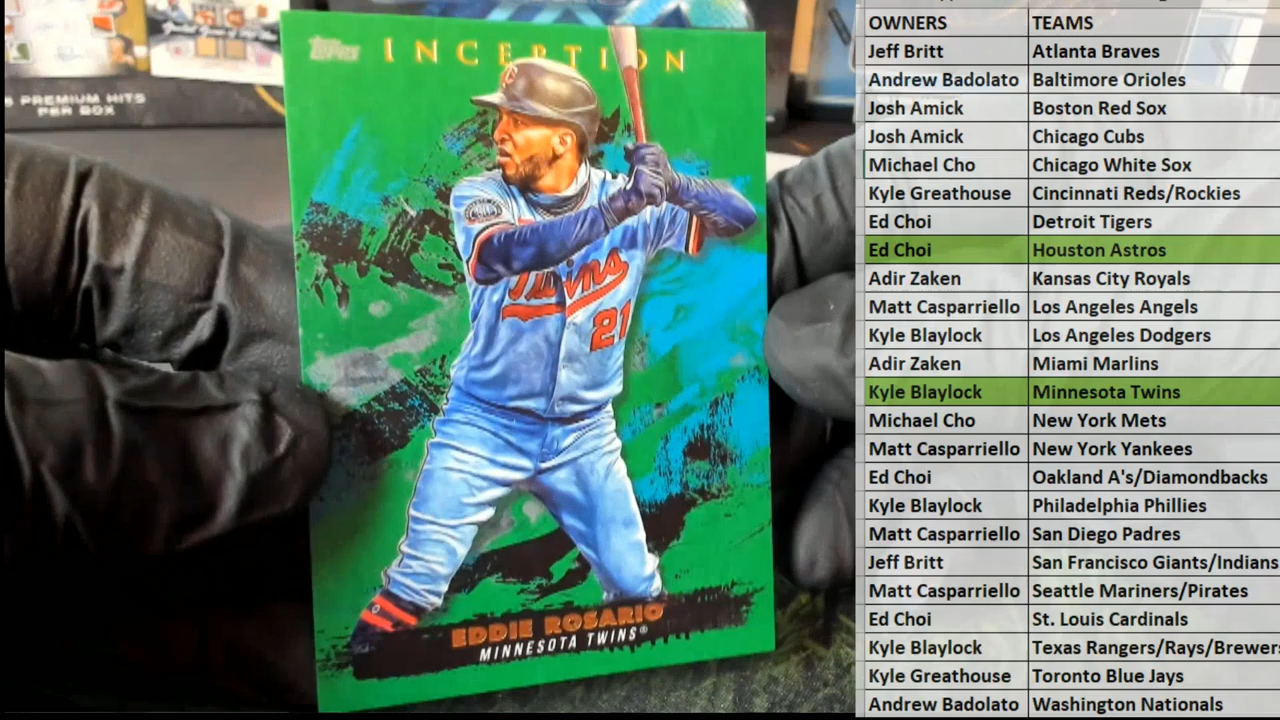 6 PREMIUM HITS
PER BOX
Topps
INCEPTION
Twins
21
EDDIE ROSARIO
MINNESOTA TWINS®
OWNERS TEAMS
Jeff Britt Atlanta Braves
Andrew Badolato Baltimore Orioles
Josh Amick Boston Red Sox
Josh Amick Chicago Cubs
Michael Cho Chicago White Sox
Kyle Greathouse Cincinnati Reds/Rockies
Ed Choi Detroit Tigers
Ed Choi Houston Astros
Adir Zaken Kansas City Royals
Matt Casparriello Los Angeles Angels
Kyle Blaylock Los Angeles Dodgers
Adir Zaken Miami Marlins
Kyle Blaylock Minnesota Twins
Michael Cho New York Mets
Matt Casparriello New York Yankees
Ed Choi Oakland A's/Diamondbacks
Kyle Blaylock Philadelphia Phillies
Matt Casparriello San Diego Padres
Jeff Britt San Francisco Giants/Indians
Matt Casparriello Seattle Mariners/Pirates
Ed Choi St. Louis Cardinals
Kyle Blaylock Texas Rangers/Rays/Brewers
Kyle Greathouse Toronto Blue Jays
Andrew Badolato Washington Nationals